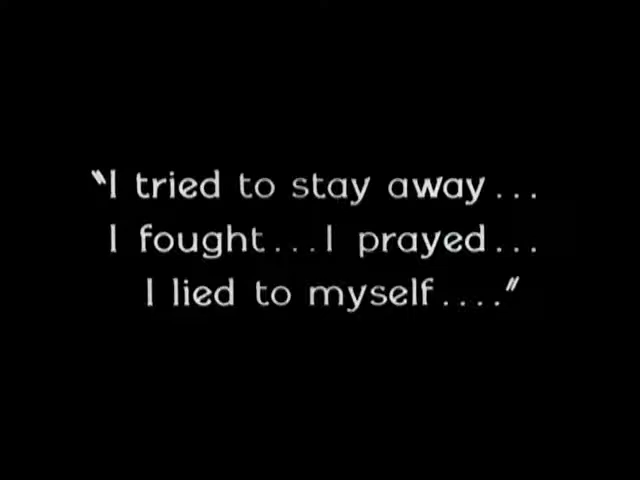 "I tried to stay away...
I fought...I prayed...
I lied to myself...."